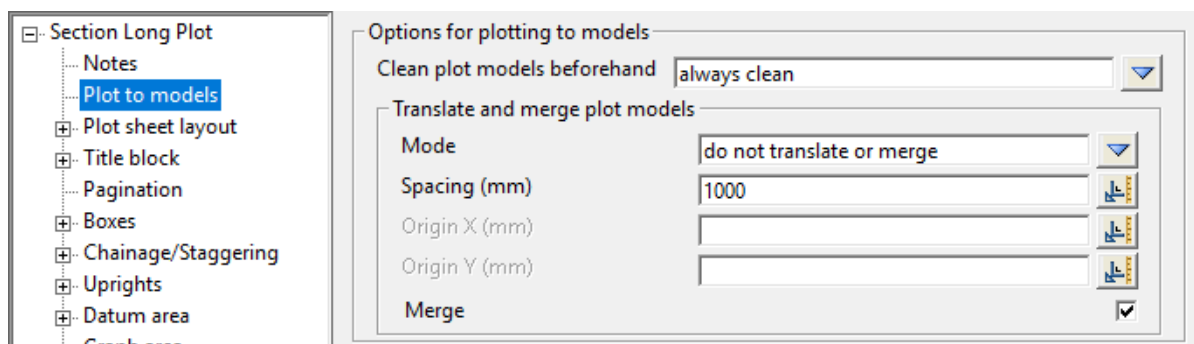 Section Long Plot
Notes
Plot to models
Plot sheet layout
Title block
Pagination
Boxes
Chainage/Staggering
Uprights
Datum area
Options for plotting to models
Clean plot models beforehand always clean
Translate and merge plot models
Mode do not translate or merge
Spacing (mm) 1000
Origin X (mm)
Origin Y (mm)
Merge